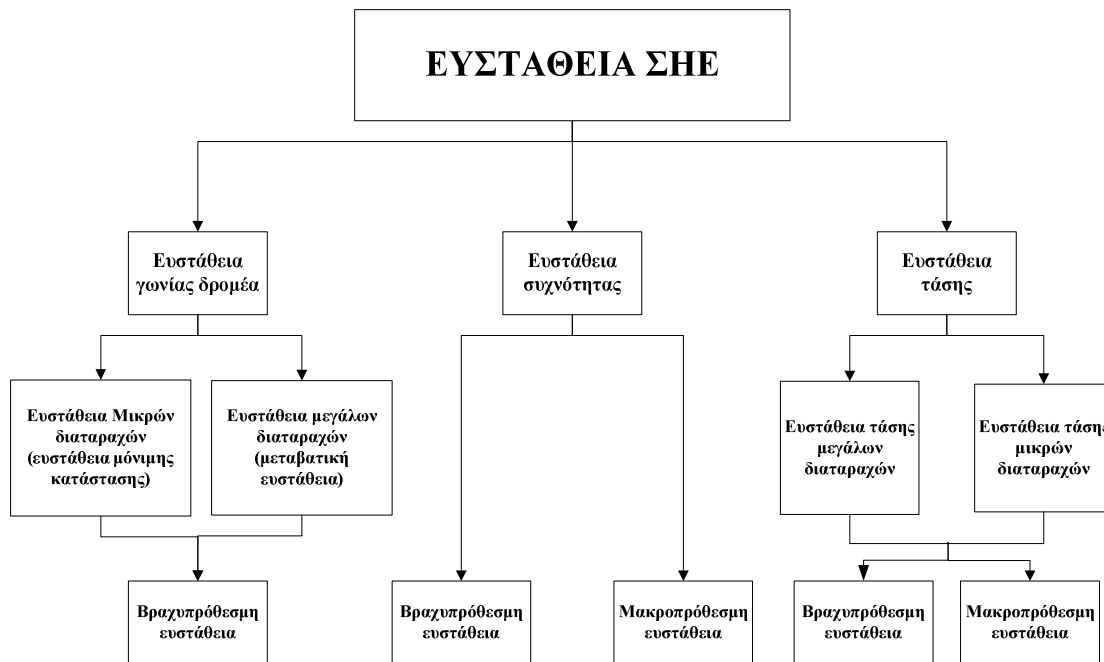 ΕΥΣΤΑΘΕΙΑ ΣΗΕ
Ευστάθεια
γωνίας δρομέα
Ευστάθεια
συχνότητας
Ευστάθεια
τάσης
Ευστάθεια Μικρών
διαταραχών
(ευστάθεια μόνιμης
κατάστασης)
Ευστάθεια μεγάλων
διαταραχών
(μεταβατική
ευστάθεια)
Ευστάθεια τάσης
μεγάλων
διαταραχών
Ευστάθεια τάσης
μικρών
διαταραχών
Βραχυπρόθεσμη
ευστάθεια
Βραχυπρόθεσμη
ευστάθεια
Μακροπρόθεσμη
ευστάθεια
Βραχυπρόθεσμη
ευστάθεια
Μακροπρόθεσμη
ευστάθεια